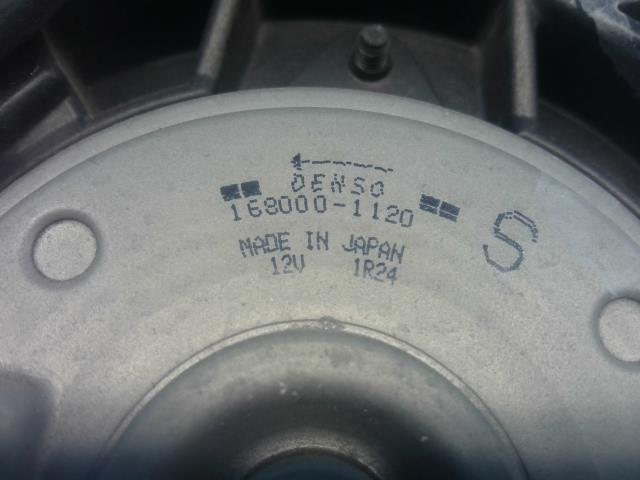 DENSO
168000-1120
S
MADE IN JAPAN
12V 1R24